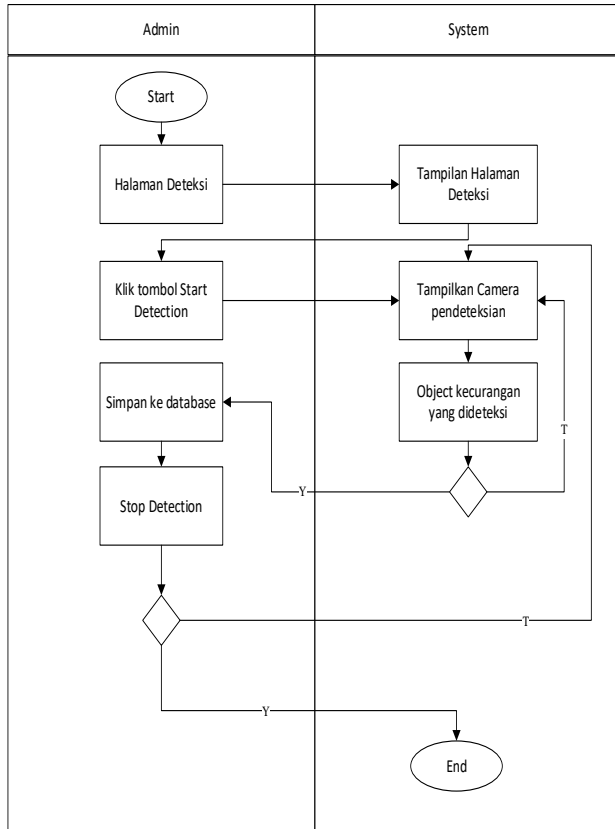 Admin
System
Start
Halaman Deteksi
Tampilan Halaman
Deteksi
Klik tombol Start
Detection
Tampilkan Camera
pendeteksian
Simpan ke database
Object kecurangan
yang dideteksi
T
Y
Stop Detection
T
Y
End